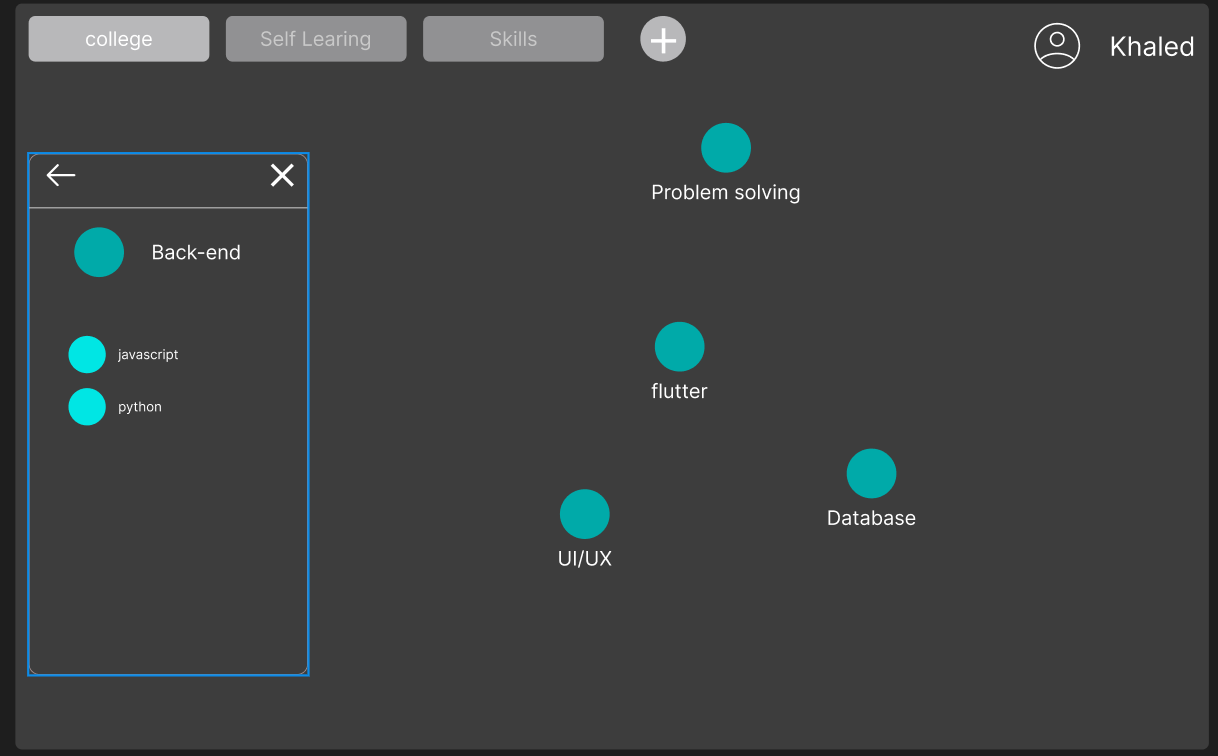 college
Self Learing
Skills
Khaled
Problem solving
Back-end
javascript
python
flutter
Database
UI/UX